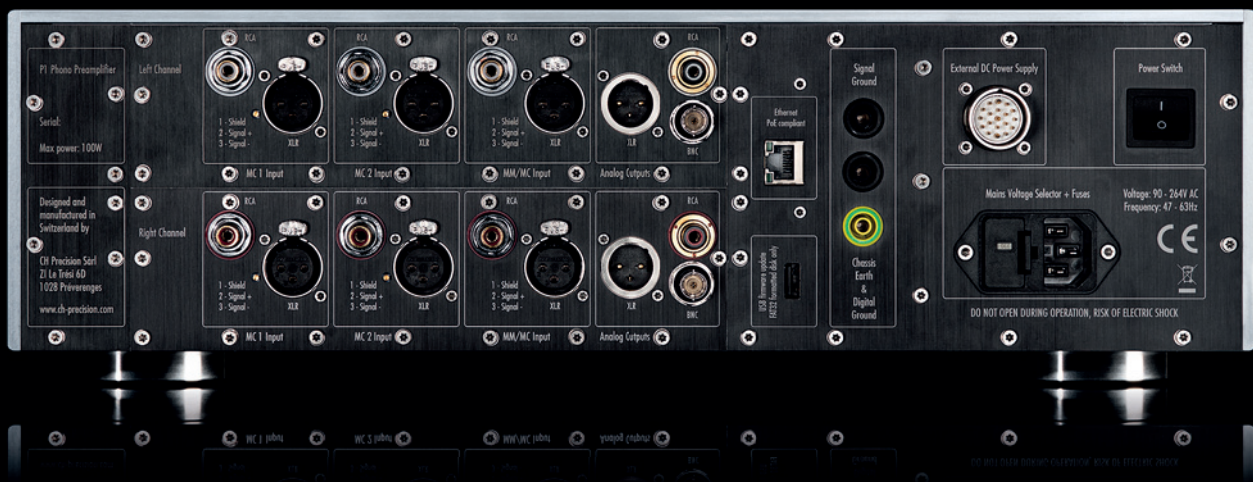 P1 Phono Preamplifier
Serial:
Max power: 100W
Designed and
manufactured in
Switzerland by
CH Precision Sàrl
ZI Le Trési 6D
1028 Préverenges
www.ch-precision.com
Left Channel
RCA
1 - Shield
2 - Signal +
3 - Signal -
XLR
MC 1 Input
RCA
1 - Shield
2 - Signal +
3 - Signal -
XLR
MC 2 Input
RCA
1 - Shield
2 - Signal +
3 - Signal -
XLR
MM/MC Input
RCA
XLR
BNC
Analog Outputs
Right Channel
RCA
1 - Shield
2 - Signal +
3 - Signal -
XLR
MC 1 Input
RCA
1 - Shield
2 - Signal +
3 - Signal -
XLR
MC 2 Input
RCA
1 - Shield
2 - Signal +
3 - Signal -
XLR
MM/MC Input
RCA
XLR
BNC
Analog Outputs
Ethernet
PoE compliant
USB firmware update
FAT32 formatted disk only
Signal
Ground
Chassis
Earth
&
Digital
Ground
External DC Power Supply
Power Switch
Mains Voltage Selector + Fuses
Voltage: 90 - 264V AC
Frequency: 47 - 63Hz
CE
DO NOT OPEN DURING OPERATION, RISK OF ELECTRIC SHOCK